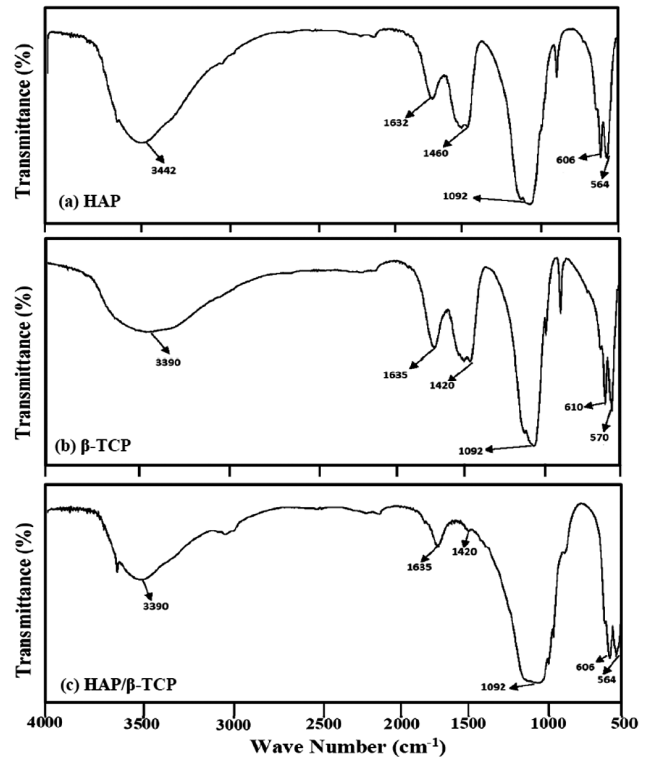 Transmittance (%)
3442
1632
1460
1092
606
564
(a) HAP
Transmittance (%)
3390
1635
1420
1092
610
570
(b) β-TCP
Transmittance (%)
3390
1635
1420
1092
606
564
(c) HAP/β-TCP
4000 3500 3000 2500 2000 1500 1000 500
Wave Number (cm⁻¹)